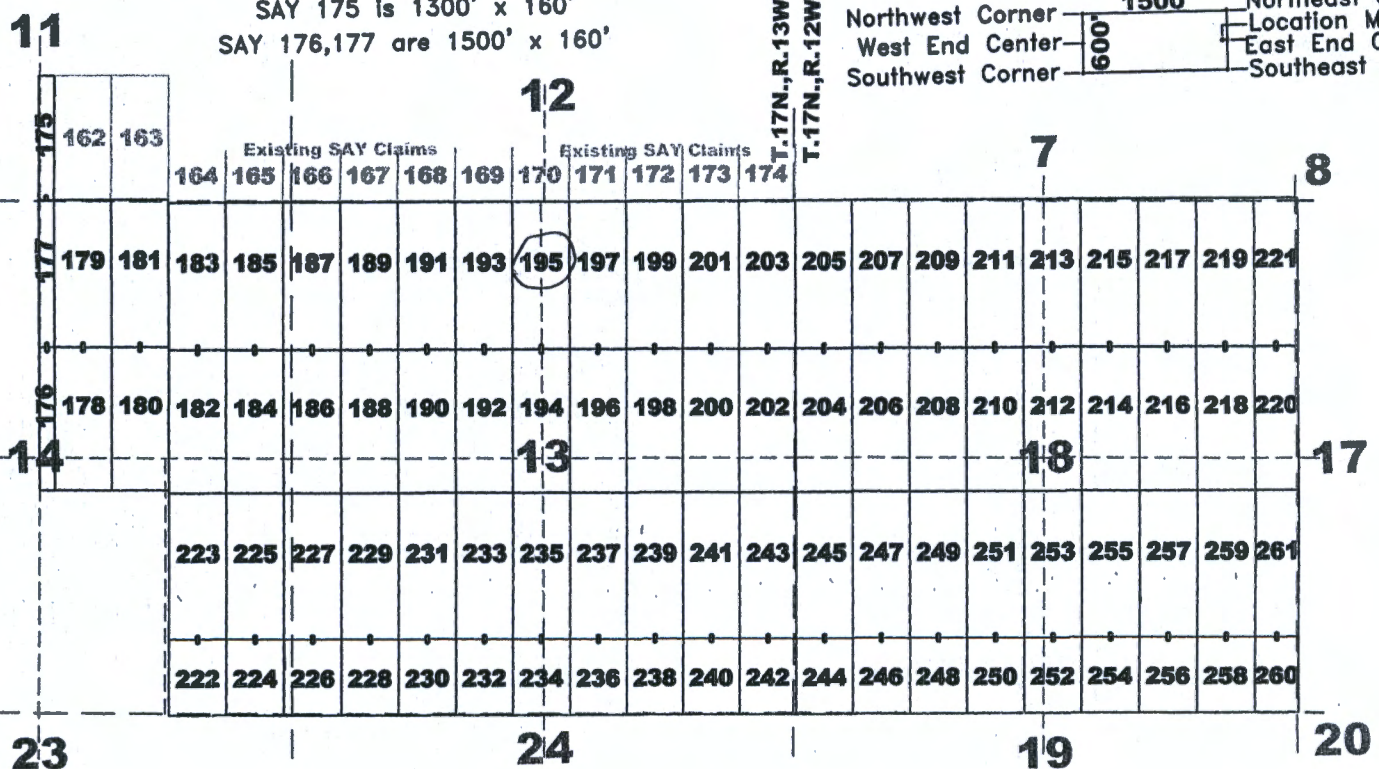 11
SAY 175 is 1300' x 160'
SAY 176,177 are 1500' x 160'
T.17N.,R.13W
T.17N.,R.12W
1500'
600'
Northwest Corner
West End Center
Southwest Corner
Location
East End
Southeast
12
7
8
175 162 163
Existing SAY Claims Existing SAY Claims
164 165 166 167 168 169 170 171 172 173 174
177 179 181 183 185 187 189 191 193 195 197 199 201 203 205 207 209 211 213 215 217 219 221
176 178 180 182 184 186 188 190 192 194 196 198 200 202 204 206 208 210 212 214 216 218 220
14 13 18 17
223 225 227 229 231 233 235 237 239 241 243 245 247 249 251 253 255 257 259 261
222 224 226 228 230 232 234 236 238 240 242 244 246 248 250 252 254 256 258 260
23 24 19 20